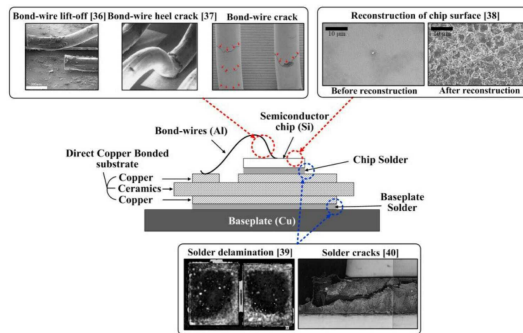 Bond-wire lift-off [36] Bond-wire heel crack [37] Bond-wire crack
Reconstruction of chip surface [38]
10 µm
Before reconstruction After reconstruction
Semiconductor
chip (Si)
Bond-wires (Al)
Direct Copper Bonded
substrate
Chip Solder
Copper
Ceramics
Copper
Baseplate
Solder
Baseplate (Cu)
Solder delamination [39] Solder cracks [40]